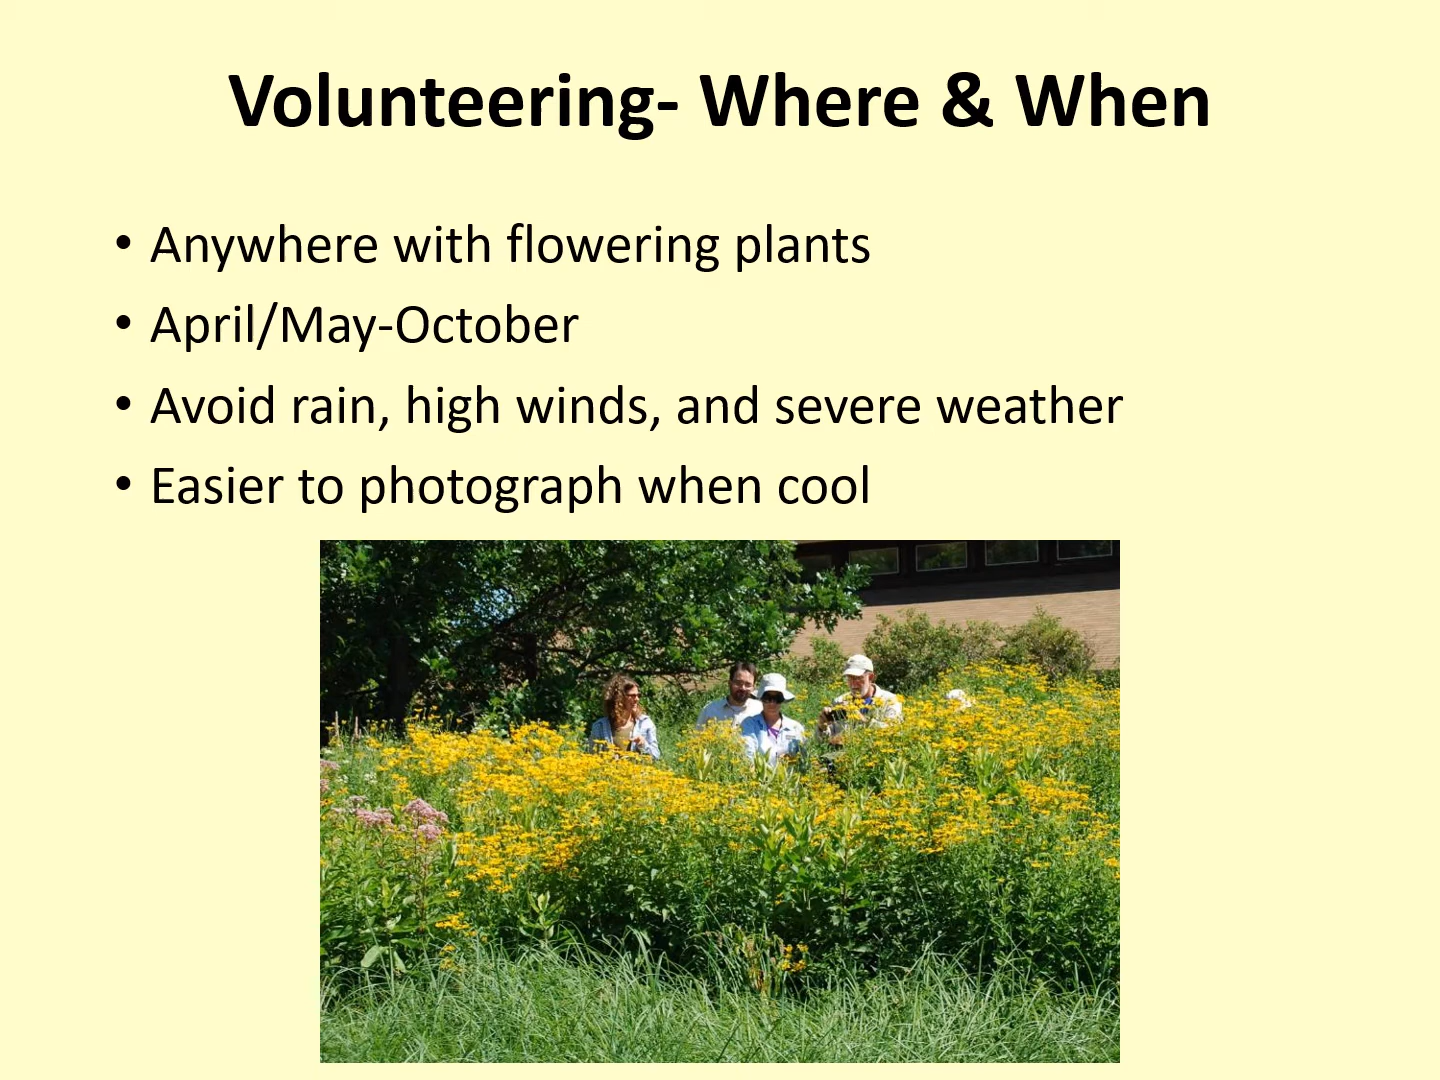 Volunteering- Where & When
• Anywhere with flowering plants
• April/May-October
• Avoid rain, high winds, and severe weather
• Easier to photograph when cool